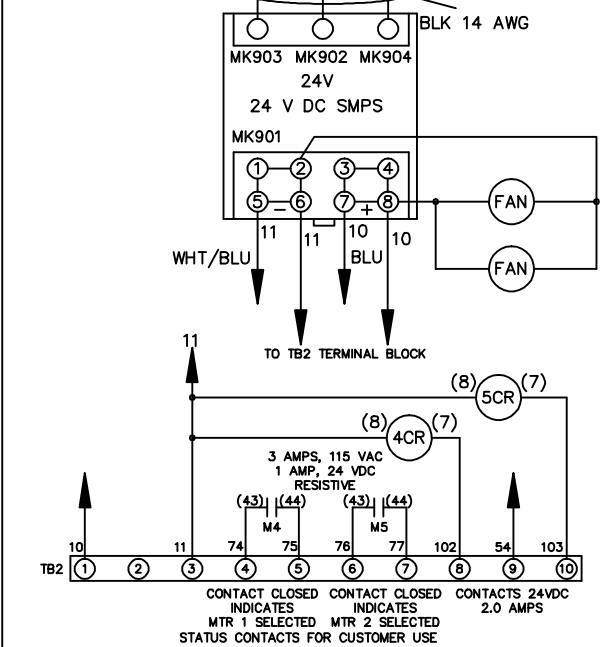 BLK 14 AWG
MK903 MK902 MK904
24V
24 V DC SMPS
MK901
1 2 3 4
5 – 6 7 + 8
FAN
FAN
11 11 10 10
WHT/BLU BLU
TO TB2 TERMINAL BLOCK
11
(8) 5CR (7)
(8) 4CR (7)
3 AMPS, 115 VAC
1 AMP, 24 VDC
RESISTIVE
(43) (44) (43) (44)
M4 M5
10 11 74 75 76 77 102 54 103
TB2 1 2 3 4 5 6 7 8 9 10
CONTACT CLOSED
INDICATES
MTR 1 SELECTED
CONTACT CLOSED
INDICATES
MTR 2 SELECTED
CONTACTS 24VDC
2.0 AMPS
STATUS CONTACTS FOR CUSTOMER USE